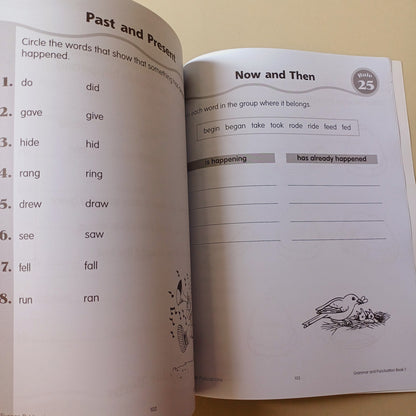 Past and Present
Circle the words that show that something
happened.
1. do did
2. gave give
3. hide hid
4. rang ring
5. drew draw
6. see saw
7. fell fall
8. run ran
102
Now and Then
Rule
25
each word in the group where it belongs.
begin began take took rode ride feed fed
is happening
has already happened
103
Grammar and Punctuation Book 1